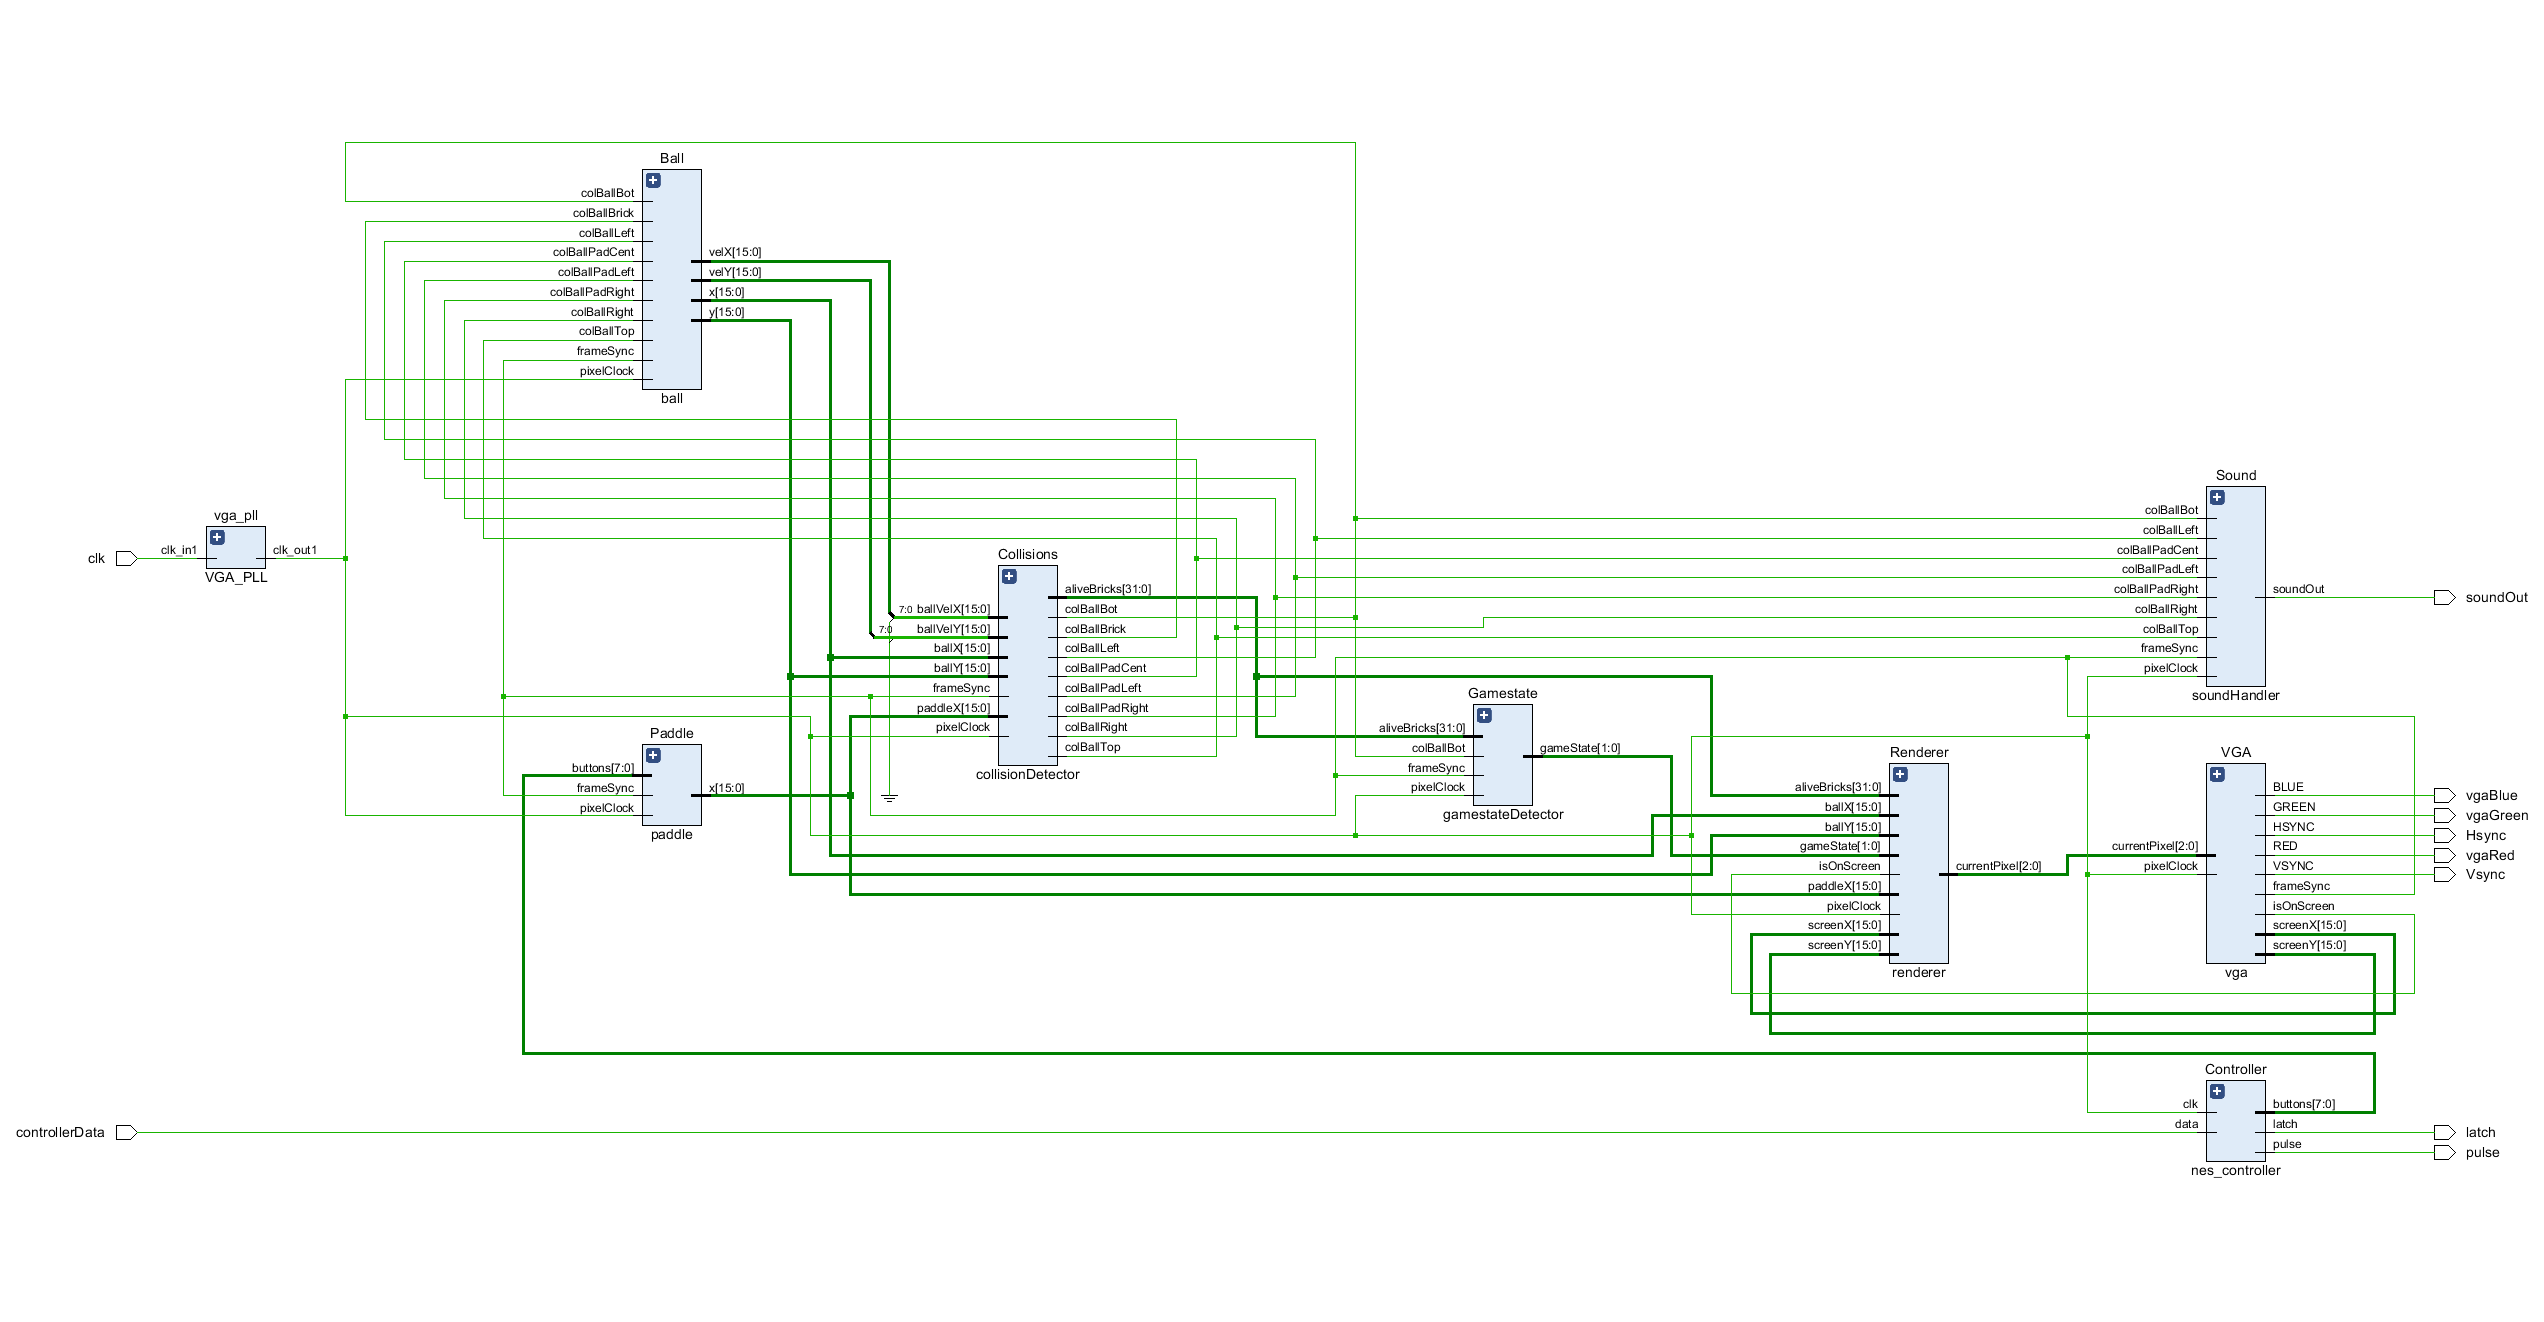 Ball
colBallBot
colBallBrick
colBallLeft
colBallPadCent
colBallPadLeft
colBallPadRight
colBallRight
colBallTop
frameSync
pixelClock
velX[15:0]
velY[15:0]
x[15:0]
y[15:0]
ball
vga_pll
clk
clk_in1
clk_out1
VGA_PLL
Collisions
7:0
ballVelX[15:0]
7:0
ballVelY[15:0]
ballX[15:0]
ballY[15:0]
frameSync
paddleX[15:0]
pixelClock
aliveBricks[31:0]
colBallBot
colBallBrick
colBallLeft
colBallPadCent
colBallPadLeft
colBallPadRight
colBallRight
colBallTop
collisionDetector
Paddle
buttons[7:0]
frameSync
pixelClock
x[15:0]
paddle
Gamestate
aliveBricks[31:0]
colBallBot
frameSync
pixelClock
gameState[1:0]
gamestateDetector
Sound
colBallBot
colBallLeft
colBallPadCent
colBallPadLeft
colBallPadRight
colBallRight
colBallTop
frameSync
pixelClock
soundOut
soundOut
soundHandler
Renderer
aliveBricks[31:0]
ballX[15:0]
ballY[15:0]
gameState[1:0]
isOnScreen
paddleX[15:0]
pixelClock
screenX[15:0]
screenY[15:0]
currentPixel[2:0]
renderer
VGA
currentPixel[2:0]
pixelClock
BLUE
GREEN
HSYNC
RED
VSYNC
frameSync
isOnScreen
screenX[15:0]
screenY[15:0]
vga
vgaBlue
vgaGreen
Hsync
vgaRed
Vsync
Controller
controllerData
clk
data
buttons[7:0]
latch
pulse
nes_controller
latch
pulse